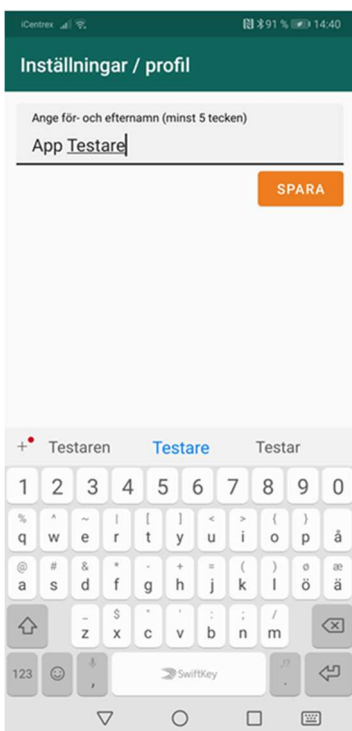 iCentrex 91 % 14:40
Inställningar / profil
Ange för- och efternamn (minst 5 tecken)
App Testare
SPARA
+ Testaren Testare Testar
1 2 3 4 5 6 7 8 9 0
% ^ ~ | [ ] < > { }
q w e r t y u i o p å
@ # & * - + = ( ) ø æ
a s d f g h j k l ö ä
_ $ " ' : ; /
z x c v b n m
123 , SwiftKey ,!? .